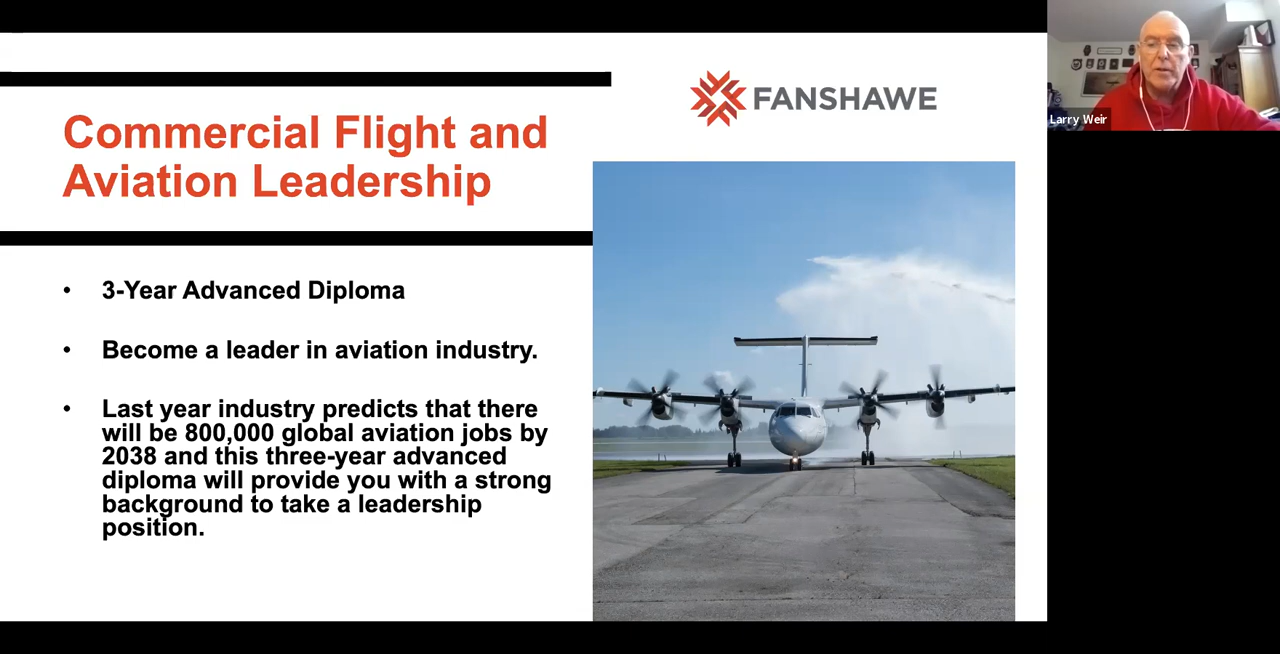 Commercial Flight and
Aviation Leadership
FANSHAWE
Larry Weir
• 3-Year Advanced Diploma
• Become a leader in aviation industry.
• Last year industry predicts that there
will be 800,000 global aviation jobs by
2038 and this three-year advanced
diploma will provide you with a strong
background to take a leadership
position.